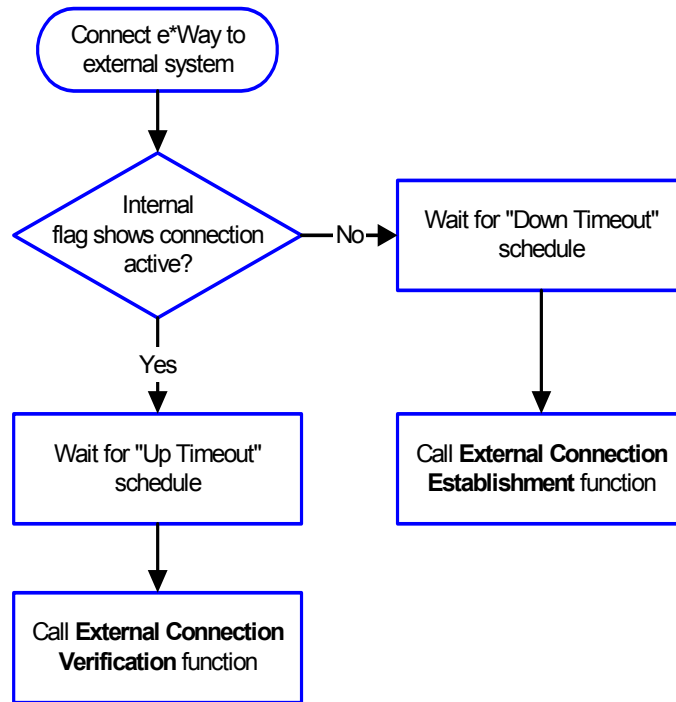 Connect e*Way to
external system
Internal
flag shows connection
active?
No
Wait for "Down Timeout"
schedule
Yes
Wait for "Up Timeout"
schedule
Call External Connection
Establishment function
Call External Connection
Verification function